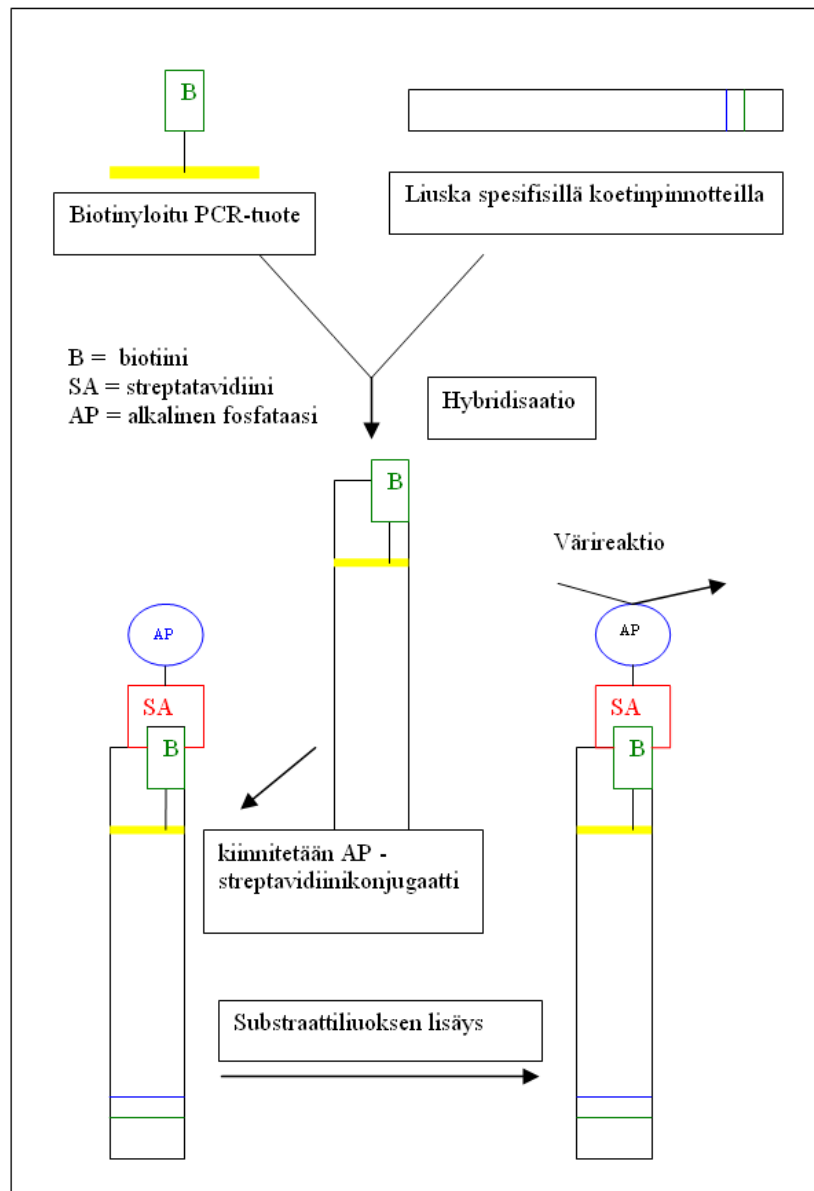 B
Biotinyloitu PCR-tuote
Liuska spesifisillä koetinpinnotteilla
B = biotiini
SA = streptatavidiini
AP = alkalinen fosfataasi
Hybridisaatio
B
Värireaktio
AP
SA
B
AP
SA
B
kiinnitetään AP -
streptavidiinikonjugaatti
Substraattiliuoksen lisäys